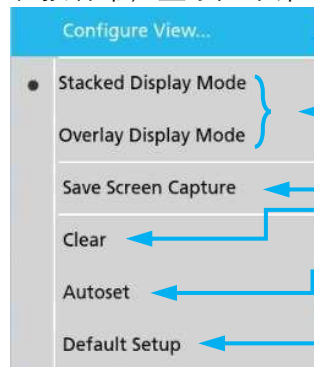 Configure View...
Stacked Display Mode
Overlay Display Mode
Save Screen Capture
Clear
Autoset
Default Setup